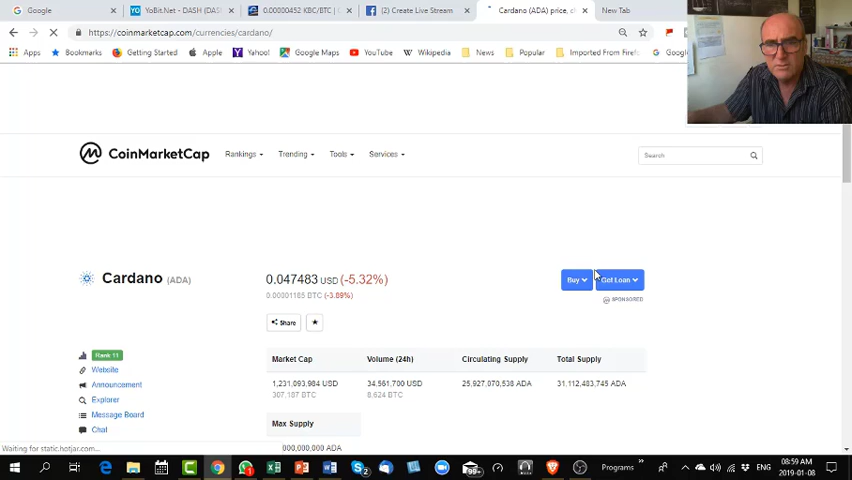 Google
YoBit.Net - DASH (DAS
0.00000452 KBC/BTC |
(2) Create Live Stream
Cardano (ADA) price, c
New Tab
https://coinmarketcap.com/currencies/cardano/
Apps
Bookmarks
Getting Started
Apple
Yahoo!
Google Maps
YouTube
Wikipedia
News
Popular
Imported From Firef
Googl
CoinMarketCap
Rankings
Trending
Tools
Services
Search
Cardano (ADA)
0.047483 USD (-5.32%)
0.00001185 BTC (-3.89%)
Buy
Get Loan
SPONSORED
Share
Rank 11
Website
Announcement
Explorer
Message Board
Chat
Market Cap
Volume (24h)
Circulating Supply
Total Supply
1,231,093,984 USD
34,561,700 USD
25,927,070,538 ADA
31,112,483,745 ADA
307,187 BTC
8,624 BTC
Max Supply
000,000,000 ADA
Waiting for static.hotjar.com...
Programs
ENG
08:59 AM
2019-01-08